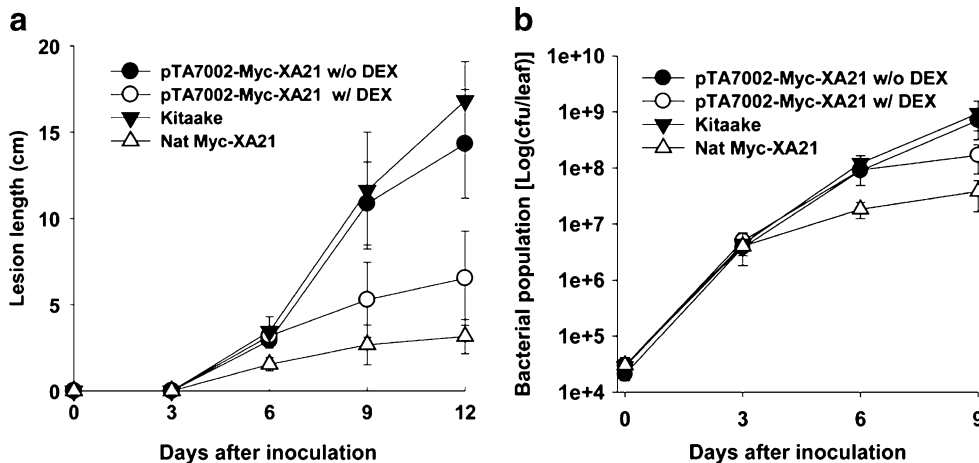 a
20
15
10
5
0
Lesion length (cm)
pTA7002-Myc-XA21 w/o DEX
pTA7002-Myc-XA21 w/ DEX
Kitaake
Nat Myc-XA21
0 3 6 9 12
Days after inoculation
b
1e+10
1e+9
1e+8
1e+7
1e+6
1e+5
1e+4
Bacterial population [Log(cfu/leaf)]
pTA7002-Myc-XA21 w/o DEX
pTA7002-Myc-XA21 w/ DEX
Kitaake
Nat Myc-XA21
0 3 6 9
Days after inoculation